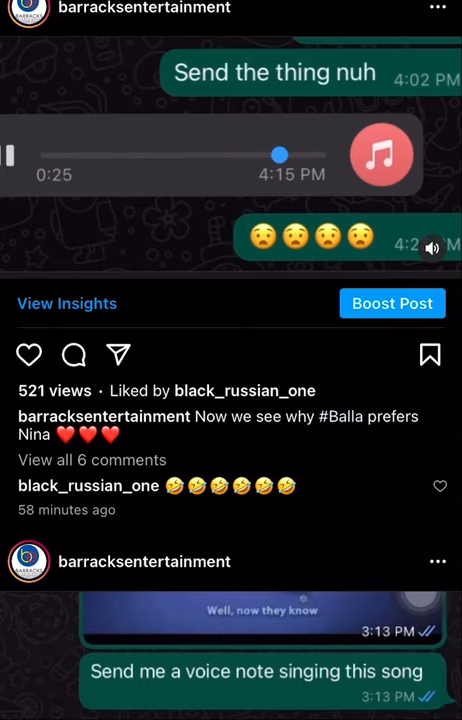 barracksentertainment
Send the thing nuh
4:02 PM
0:25
4:15 PM
😧😧😧😧
View Insights
Boost Post
521 views · Liked by black_russian_one
barracksentertainment Now we see why #Balla prefers
Nina ❤️❤️❤️
View all 6 comments
black_russian_one 🤣🤣🤣🤣🤣🤣
58 minutes ago
BARRACKS
barracksentertainment
Well, now they know
3:13 PM
Send me a voice note singing this song
3:13 PM